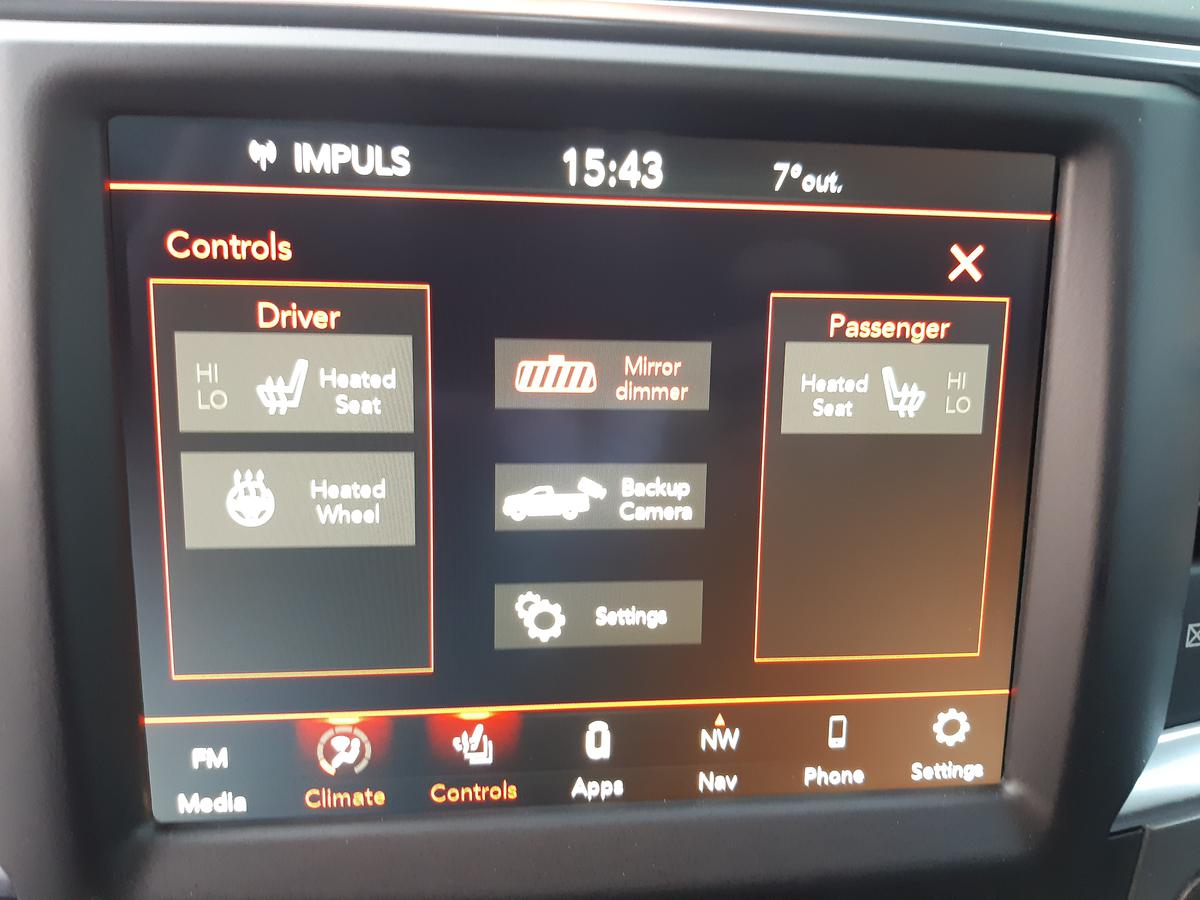 IMPULS 15:43 7°out.
Controls
Driver
HI
LO
Heated
Seat
Heated
Wheel
Mirror
dimmer
Backup
Camera
Settings
Passenger
Heated
Seat
HI
LO
FM
Media
Climate
Controls
Apps
NW
Nav
Phone
Settings